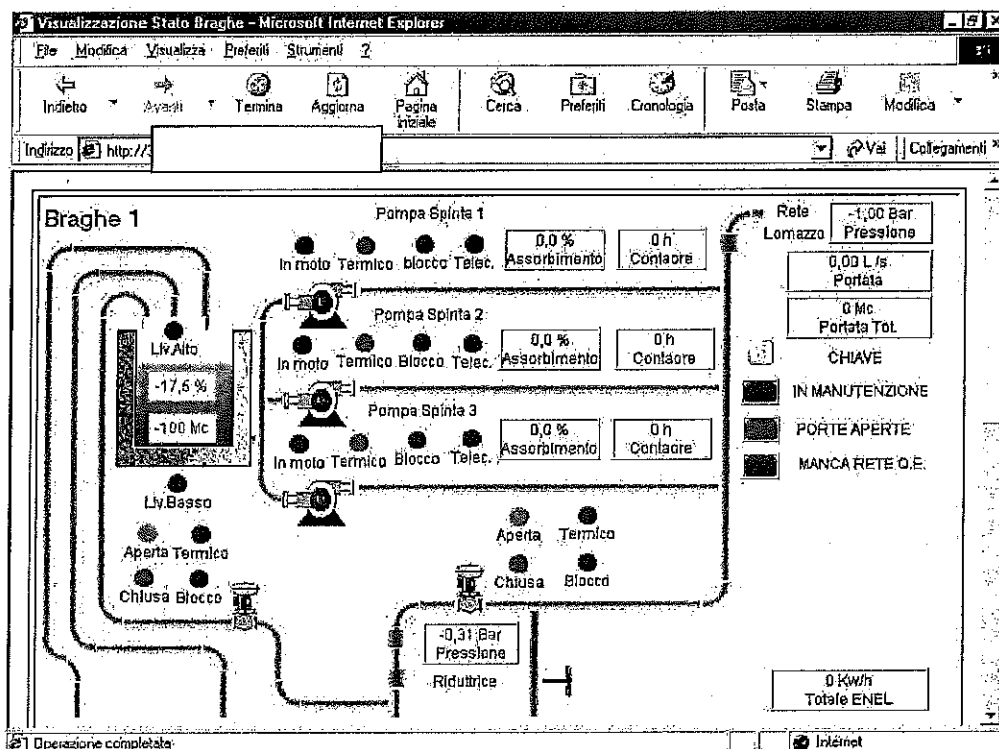 Visualizzazione Stato Braghe - Microsoft Internet Explorer
File Modifica Visualizza Preferiti Strumenti ?
Indietro Avanti Termina Aggiorna Pagina iniziale Cerca Preferiti Cronologia Posta Stampa Modifica
Indirizzo http:// Vai Collegamenti
Braghe 1
Pompa Spinta 1
In moto Termico blocco Telec.
0,0 %
Assorbimento
0 h
Contaore
Rete
Lomazzo
-1,00 Bar
Pressione
0,00 L /s.
Portata
0 Mc
Portata Tot.
Liv.Alto
-17,6 %
-100 Mc
Liv.Basso
Pompa Spinta 2
In moto Termico Blocco Telec.
0,0 %
Assorbimento
0 h
Contaore
CHIAVE
IN MANUTENZIONE
PORTE APERTE
MANCA RETE Q.E.
Pompa Spinta 3
In moto Termico Blocco Telec.
0,0 %
Assorbimento
0 h
Contaore
Aperta Termico
Chiusa Blocco
Aperta Termico
Chiusa Blocco
-0,31 Bar
Pressione
Riduttrice
0 Kw/h
Totale ENEL
Operazione completata
Internet